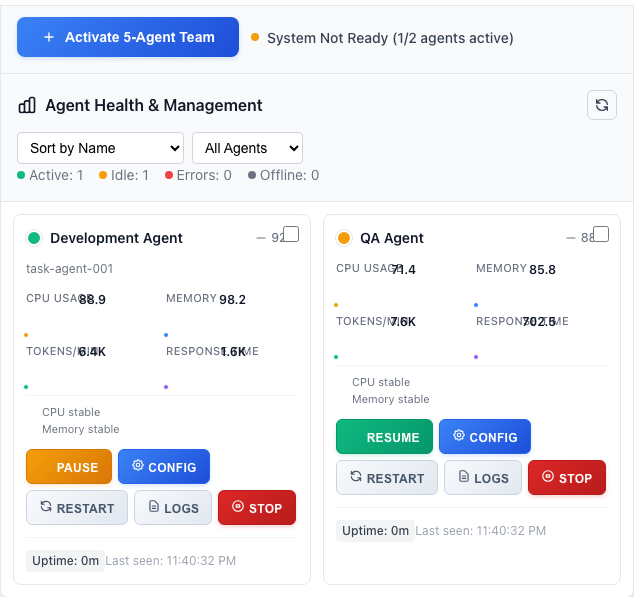 + Activate 5-Agent Team
System Not Ready (1/2 agents active)
Agent Health & Management
Sort by Name
All Agents
Active: 1 Idle: 1 Errors: 0 Offline: 0
Development Agent
— 92
task-agent-001
CPU USAGE 88.9 MEMORY 98.2
TOKENS/MIN 6.4K RESPONSE TIME 1.6K
CPU stable
Memory stable
PAUSE CONFIG
RESTART LOGS STOP
Uptime: 0m Last seen: 11:40:32 PM
QA Agent
— 88
CPU USAGE 71.4 MEMORY 85.8
TOKENS/MIN 7.6K RESPONSE TIME
CPU stable
Memory stable
RESUME CONFIG
RESTART LOGS STOP
Uptime: 0m Last seen: 11:40:32 PM